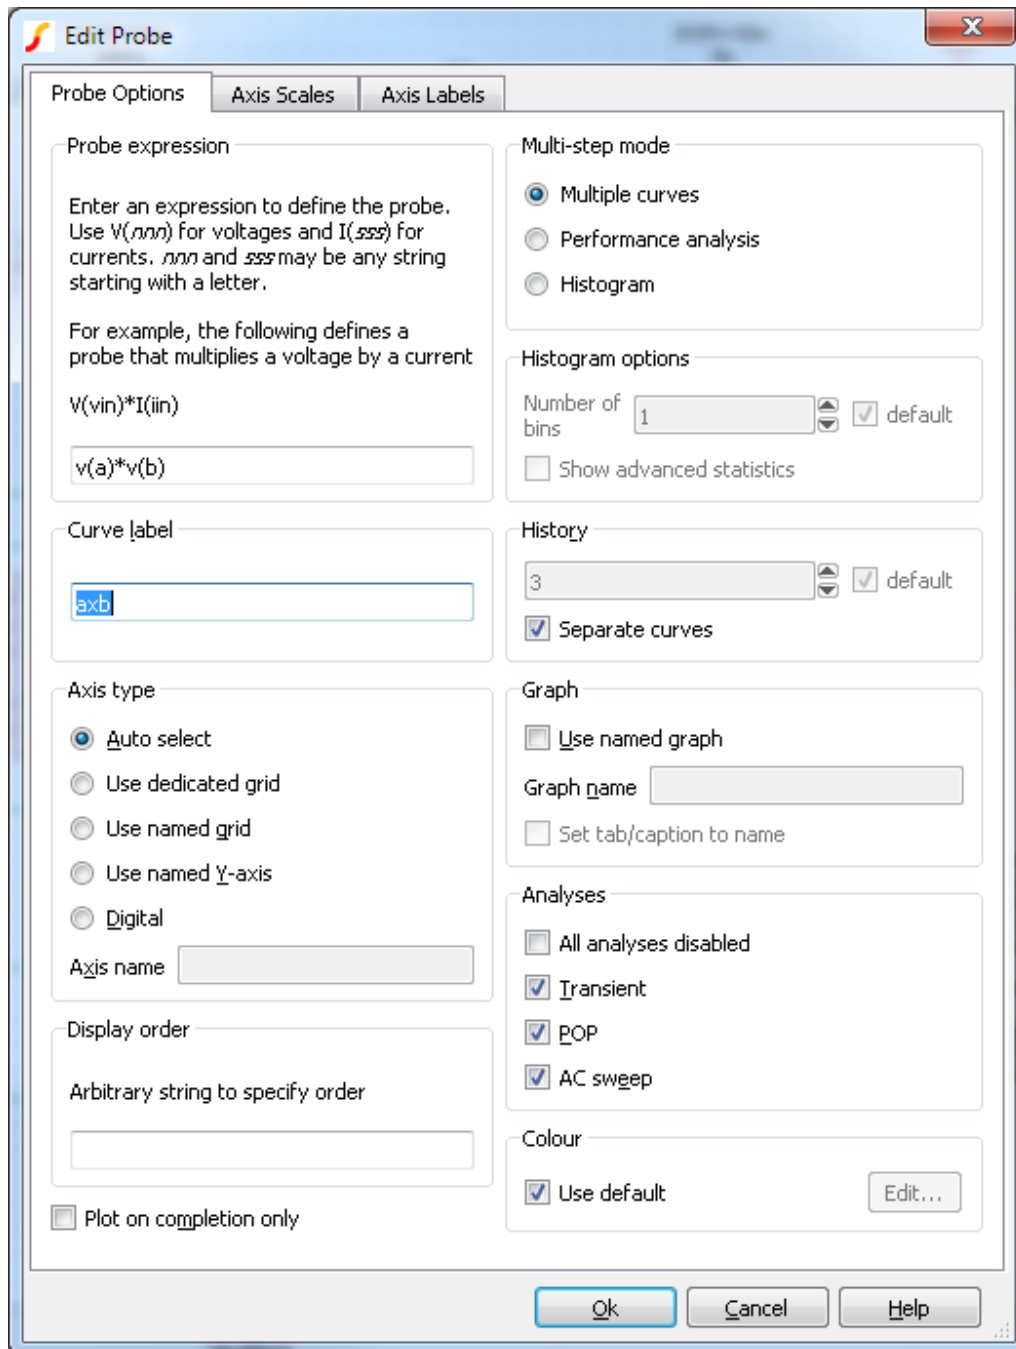 Edit Probe
Probe Options
Axis Scales
Axis Labels
Probe expression
Enter an expression to define the probe.
Use V(nnn) for voltages and I(sss) for
currents. nnn and sss may be any string
starting with a letter.
For example, the following defines a
probe that multiplies a voltage by a current
V(vin)*I(iin)
v(a)*v(b)
Curve label
axb
Axis type
Auto select
Use dedicated grid
Use named grid
Use named Y-axis
Digital
Axis name
Display order
Arbitrary string to specify order
Plot on completion only
Multi-step mode
Multiple curves
Performance analysis
Histogram
Histogram options
Number of
bins
1
default
Show advanced statistics
History
3
default
Separate curves
Graph
Use named graph
Graph name
Set tab/caption to name
Analyses
All analyses disabled
Transient
POP
AC sweep
Colour
Use default
Edit...
Ok
Cancel
Help